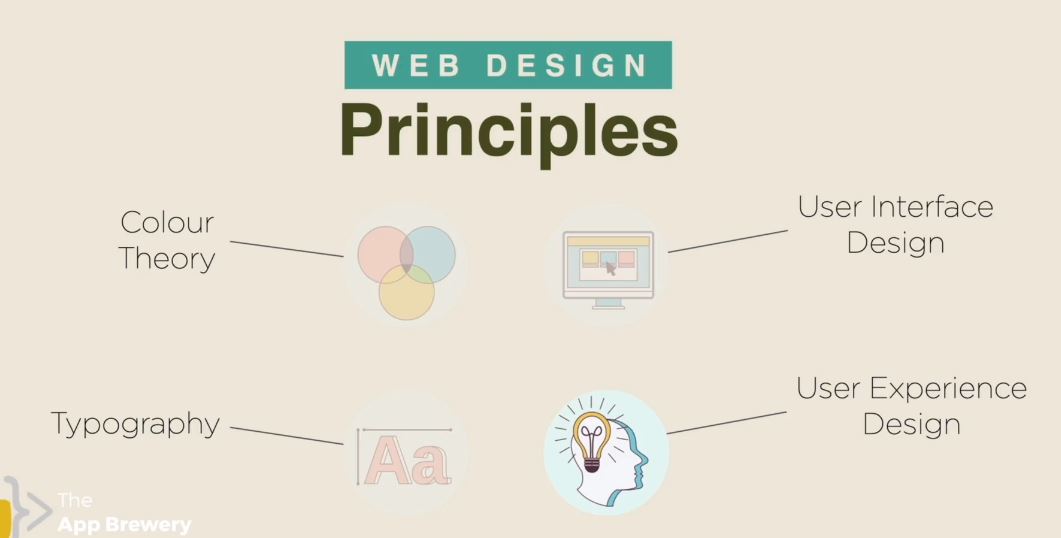 WEB DESIGN
Principles
Colour
Theory
User Interface
Design
Typography
Aa
User Experience
Design
The
App Brewery